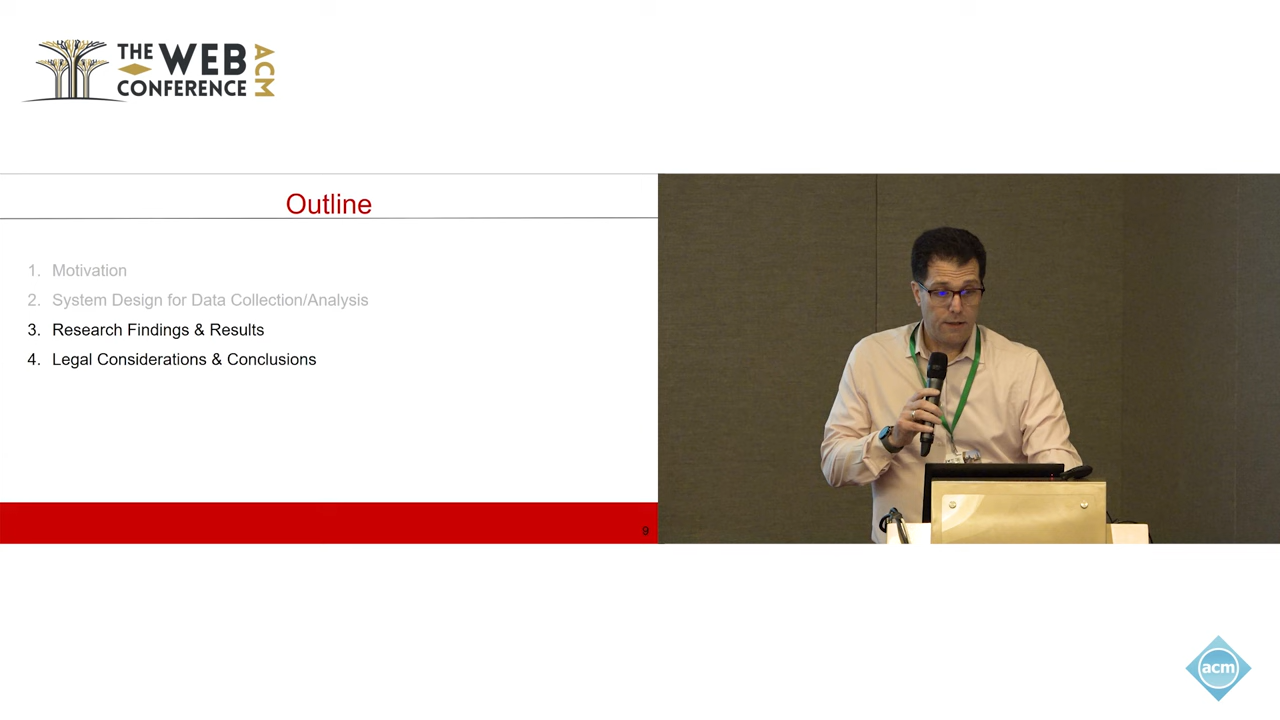 THE WEB
CONFERENCE
ACM
Outline
1. Motivation
2. System Design for Data Collection/Analysis
3. Research Findings & Results
4. Legal Considerations & Conclusions
9
acm